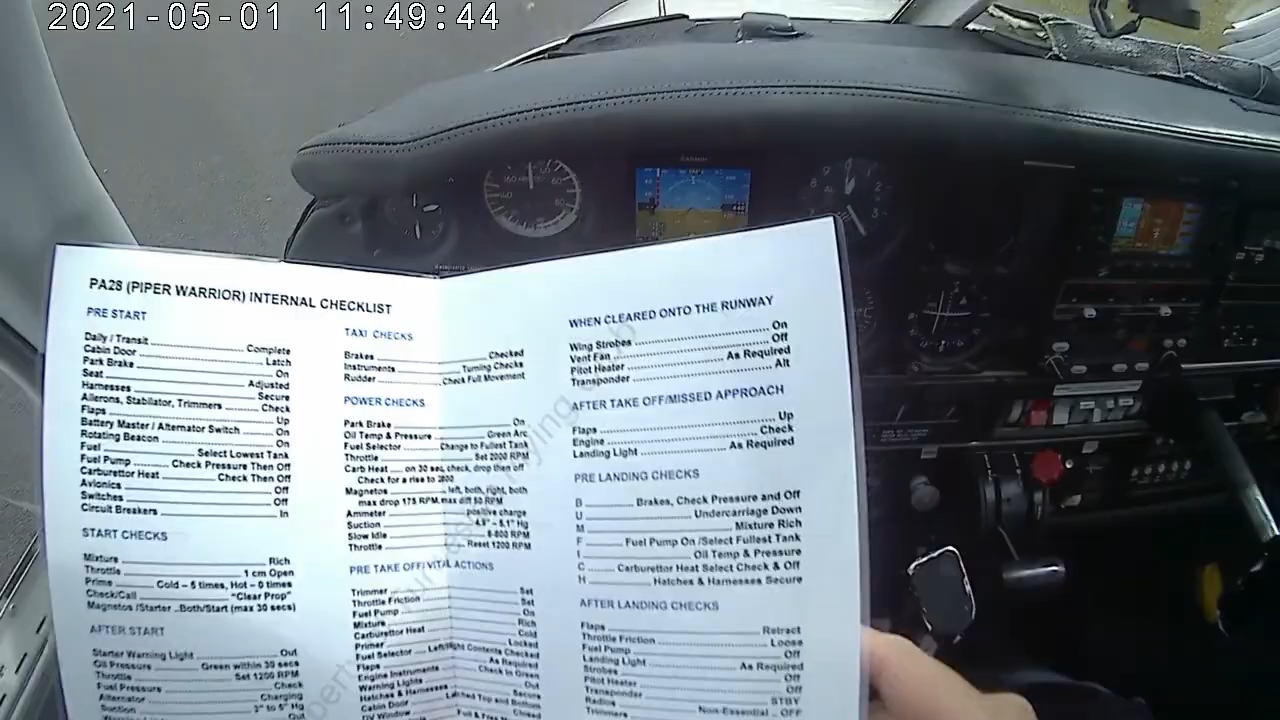 2021-05-01 11:49:44
PA28 (PIPER WARRIOR) INTERNAL CHECKLIST
PRE START
Daily / Transit Complete
Cabin Door Latch
Park Brake On
Seat Adjusted
Harnesses Secure
Ailerons, Stabilator, Trimmers Check
Flaps Up
Battery Master / Alternator Switch On
Rotating Beacon On
Fuel Select Lowest Tank
Fuel Pump Check Pressure Then Off
Carburettor Heat Check Then Off
Avionics Off
Switches Off
Circuit Breakers In
START CHECKS
Mixture Rich
Throttle 1 cm Open
Prime Cold – 5 times, Hot – 0 times
Check/Call "Clear Prop"
Magnetos /Starter Both/Start (max 30 secs)
AFTER START
Starter Warning Light Out
Oil Pressure Green within 30 secs
Throttle Set 1200 RPM
Fuel Pressure Check
Alternator Charging
Suction 3" to 5" Hg
Out
TAXI CHECKS
Brakes Checked
Instruments Turning Checks
Rudder Check Full Movement
POWER CHECKS
Park Brake On
Oil Temp & Pressure Green Arc
Fuel Selector Change to Fullest Tank
Throttle Set 2000 RPM
Carb Heat on 30 sec, check, drop then off
Check for a rise to 2000
Magnetos left, both, right, both
max drop 175 RPM, max diff 50 RPM
Ammeter positive charge
Suction 4.9" – 5.1" Hg
Slow Idle 6-800 RPM
Throttle Reset 1200 RPM
PRE TAKE OFF/VITAL ACTIONS
Trimmer Set
Throttle Friction Set
Fuel Pump On
Mixture Rich
Carburettor Heat Cold
Primer Locked
Fuel Selector Left/Right Contents Checked
Flaps As Required
Engine Instruments Check in Green
Warning Lights Out
Hatches & Harnesses Secure
Cabin Door Latched Top and Bottom
DV Window Closed
Full & Free
WHEN CLEARED ONTO THE RUNWAY
Wing Strobes On
Vent Fan Off
Pitot Heater As Required
Transponder Alt
AFTER TAKE OFF/MISSED APPROACH
Flaps Up
Engine Check
Landing Light As Required
PRE LANDING CHECKS
B Brakes, Check Pressure and Off
U Undercarriage Down
M Mixture Rich
F Fuel Pump On /Select Fullest Tank
I Oil Temp & Pressure
C Carburettor Heat Select Check & Off
H Hatches & Harnesses Secure
AFTER LANDING CHECKS
Flaps Retract
Throttle Friction Loose
Fuel Pump Off
Landing Light As Required
Strobes Off
Pitot Heater Off
Transponder STBY
Radios Non-Essential OFF
Trimmers